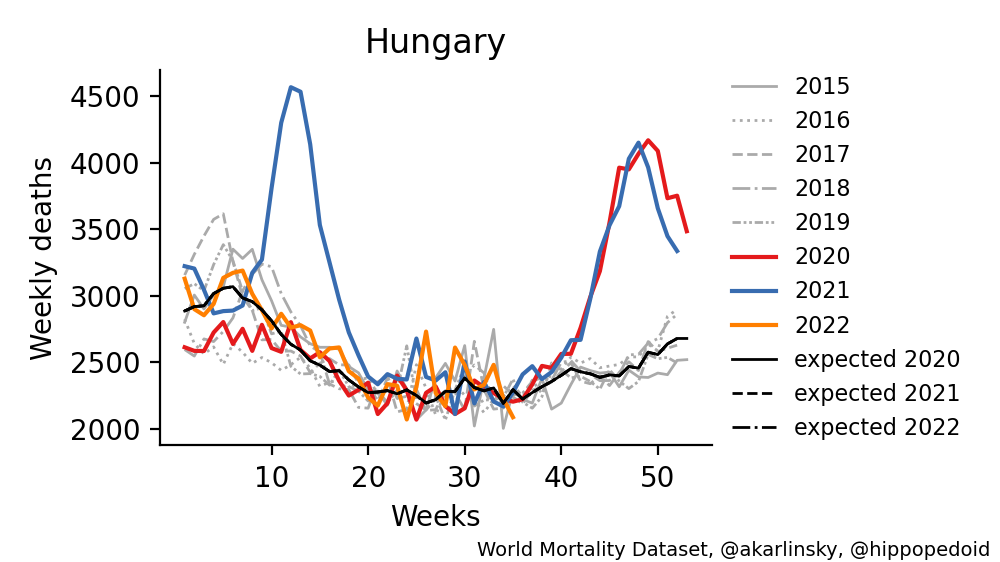 Hungary
Weekly deaths
4500
4000
3500
3000
2500
2000
10 20 30 40 50
Weeks
2015
2016
2017
2018
2019
2020
2021
2022
expected 2020
expected 2021
expected 2022
World Mortality Dataset, @akarlinsky, @hippopedoid